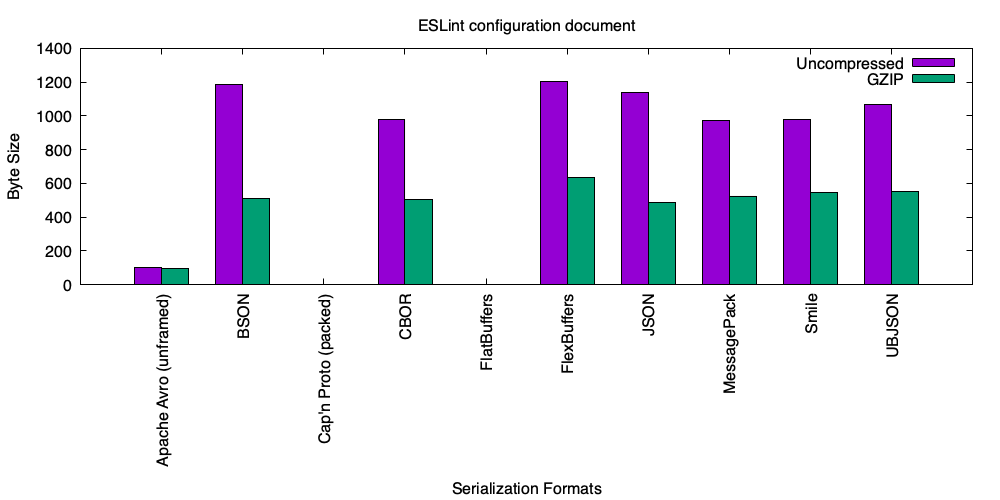 ESLint configuration document
1400
1200
1000
800
600
400
200
0
Byte Size
Uncompressed
GZIP
Apache Avro (unframed)
BSON
Cap'n Proto (packed)
CBOR
FlatBuffers
FlexBuffers
JSON
MessagePack
Smile
UBJSON
Serialization Formats